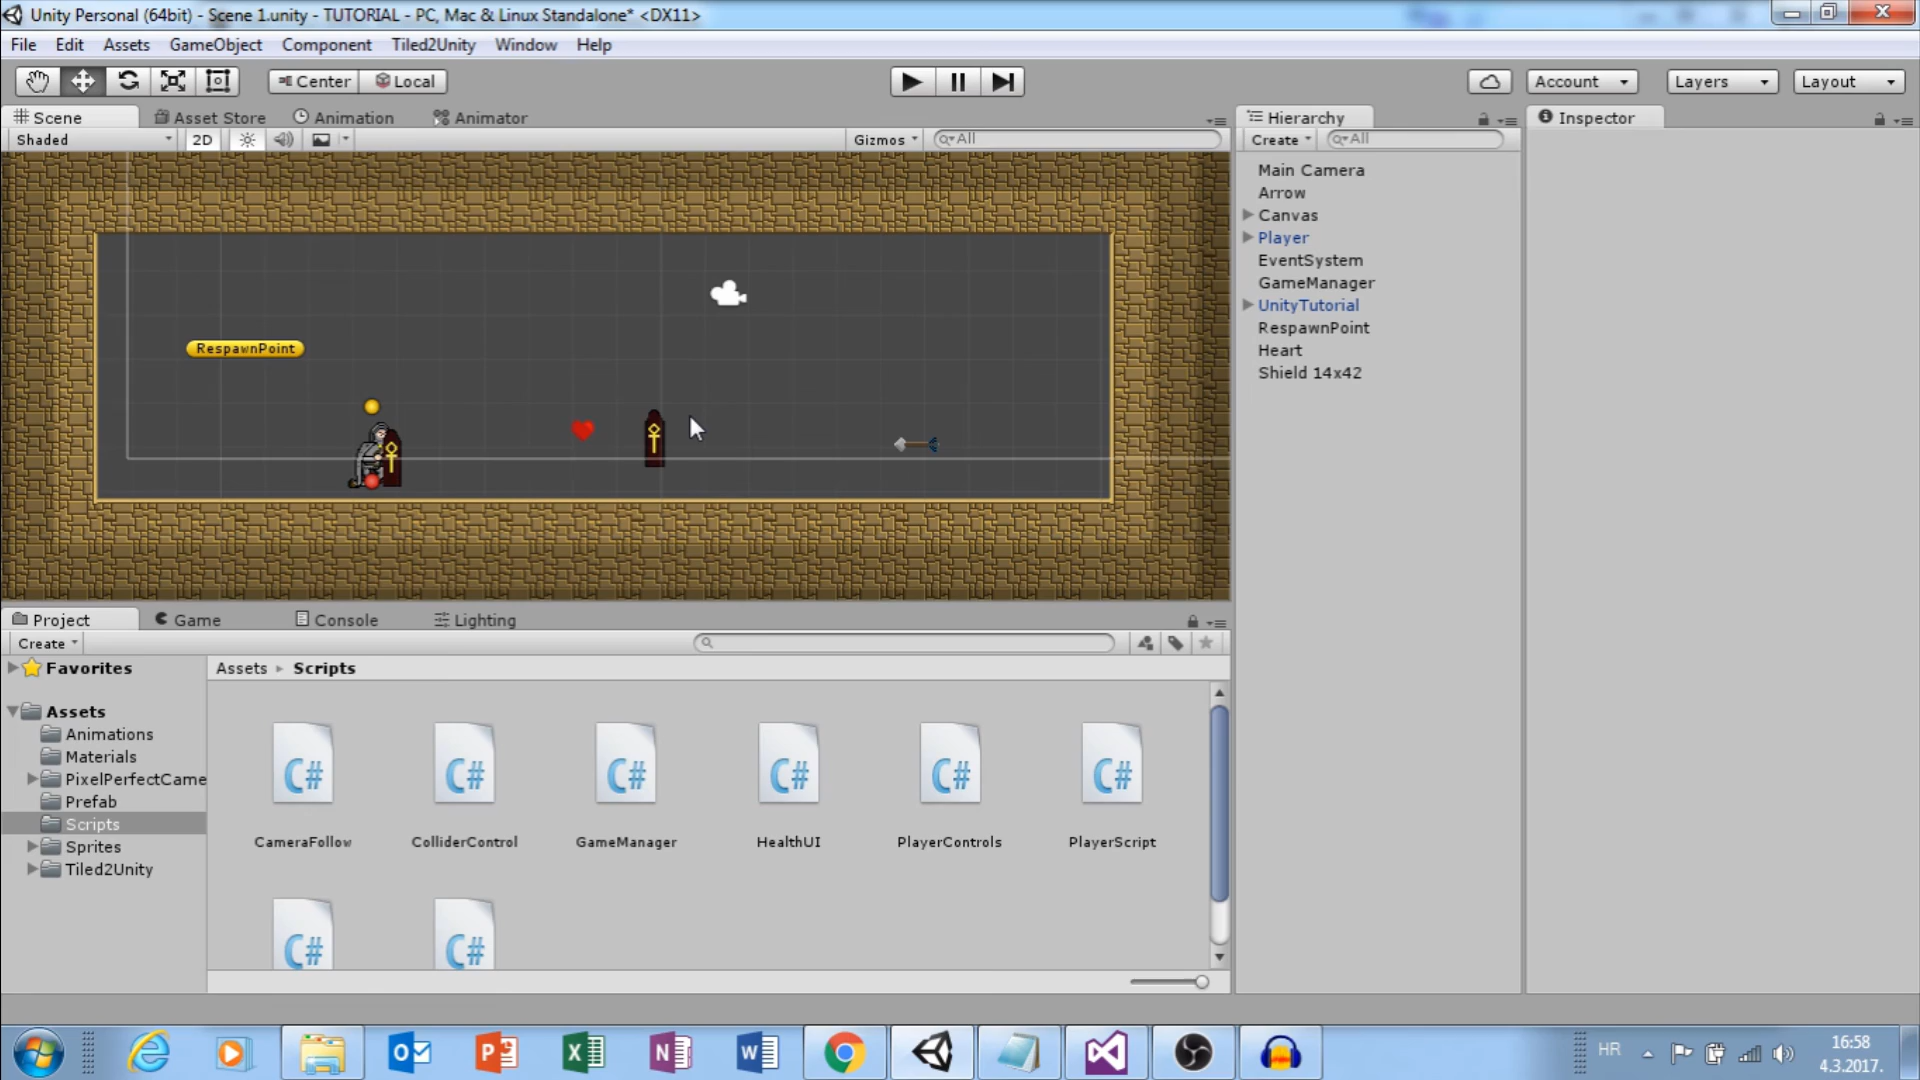 Unity Personal (64bit) - Scene 1.unity - TUTORIAL - PC, Mac & Linux Standalone* <DX11>
File Edit Assets GameObject Component Tiled2Unity Window Help
Center Local Account Layers Layout
Scene Asset Store Animation Animator
Shaded 2D Gizmos All
RespawnPoint
Hierarchy
Create All
Main Camera
Arrow
Canvas
Player
EventSystem
GameManager
UnityTutorial
RespawnPoint
Heart
Shield 14x42
Inspector
Project Game Console Lighting
Create
Favorites
Assets
Animations
Materials
PixelPerfectCame
Prefab
Scripts
Sprites
Tiled2Unity
Assets Scripts
C# C# C# C# C# C#
CameraFollow ColliderControl GameManager HealthUI PlayerControls PlayerScript
C# C#
HR 16:58
4.3.2017.